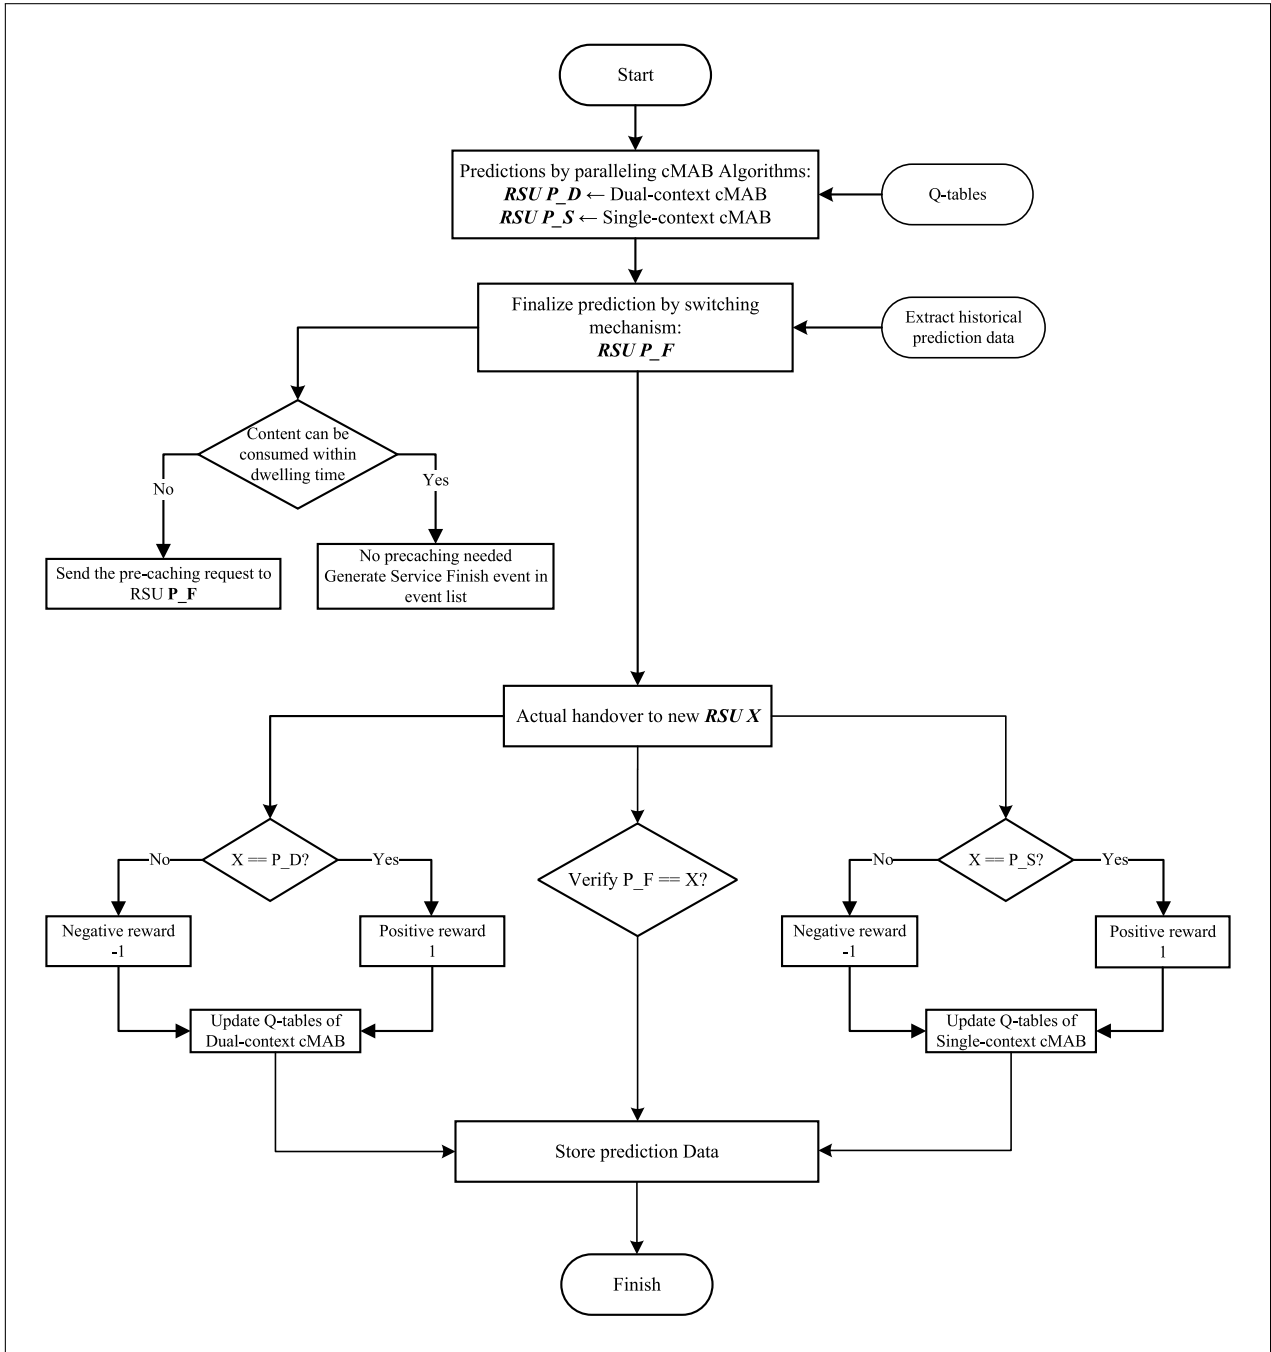 Start
Predictions by paralleling cMAB Algorithms:
RSU P_D ← Dual-context cMAB
RSU P_S ← Single-context cMAB
Q-tables
Finalize prediction by switching
mechanism:
RSU P_F
Extract historical
prediction data
Content can be
consumed within
dwelling time
No
Yes
Send the pre-caching request to
RSU P_F
No precaching needed
Generate Service Finish event in
event list
Actual handover to new RSU X
No
X == P_D?
Yes
Verify P_F == X?
No
X == P_S?
Yes
Negative reward
-1
Positive reward
1
Negative reward
-1
Positive reward
1
Update Q-tables of
Dual-context cMAB
Update Q-tables of
Single-context cMAB
Store prediction Data
Finish